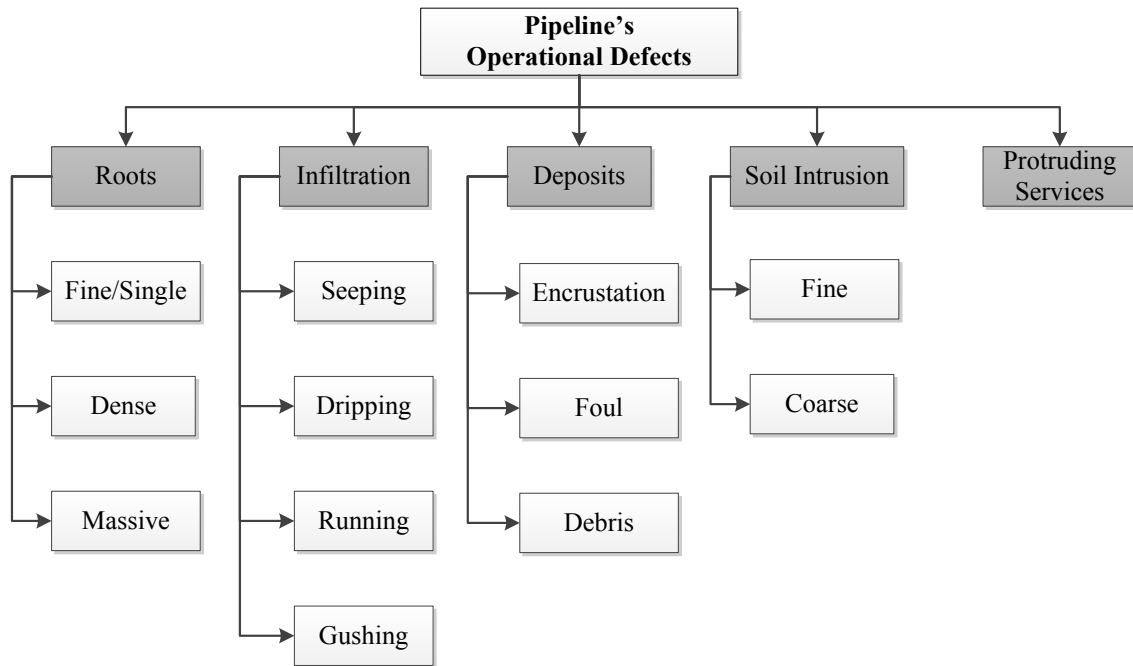 Pipeline's
Operational Defects
Roots
Infiltration
Deposits
Soil Intrusion
Protruding
Services
Fine/Single
Seeping
Encrustation
Fine
Dense
Dripping
Foul
Coarse
Massive
Running
Debris
Gushing